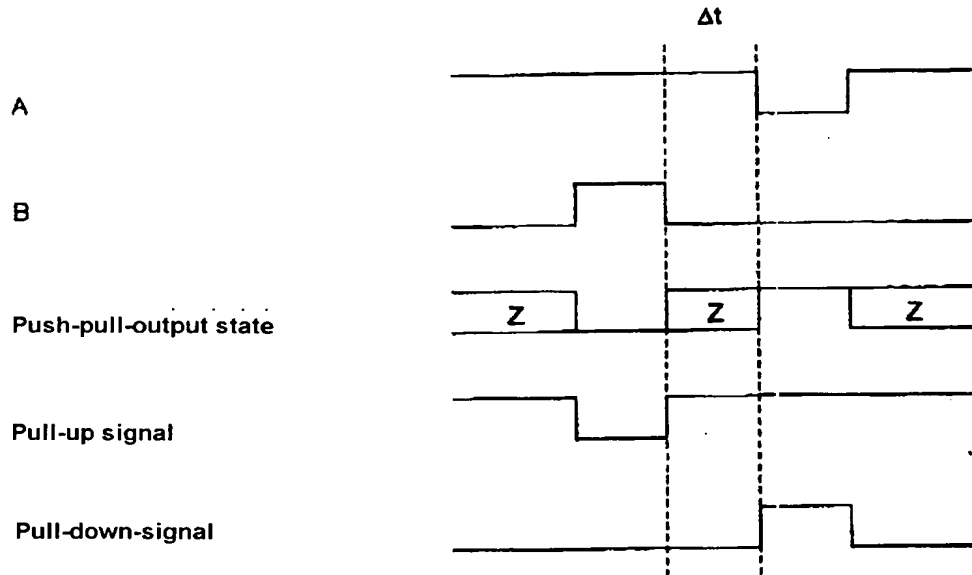 Δt
A
B
Push-pull-output state
Z
Z
Z
Pull-up signal
Pull-down-signal